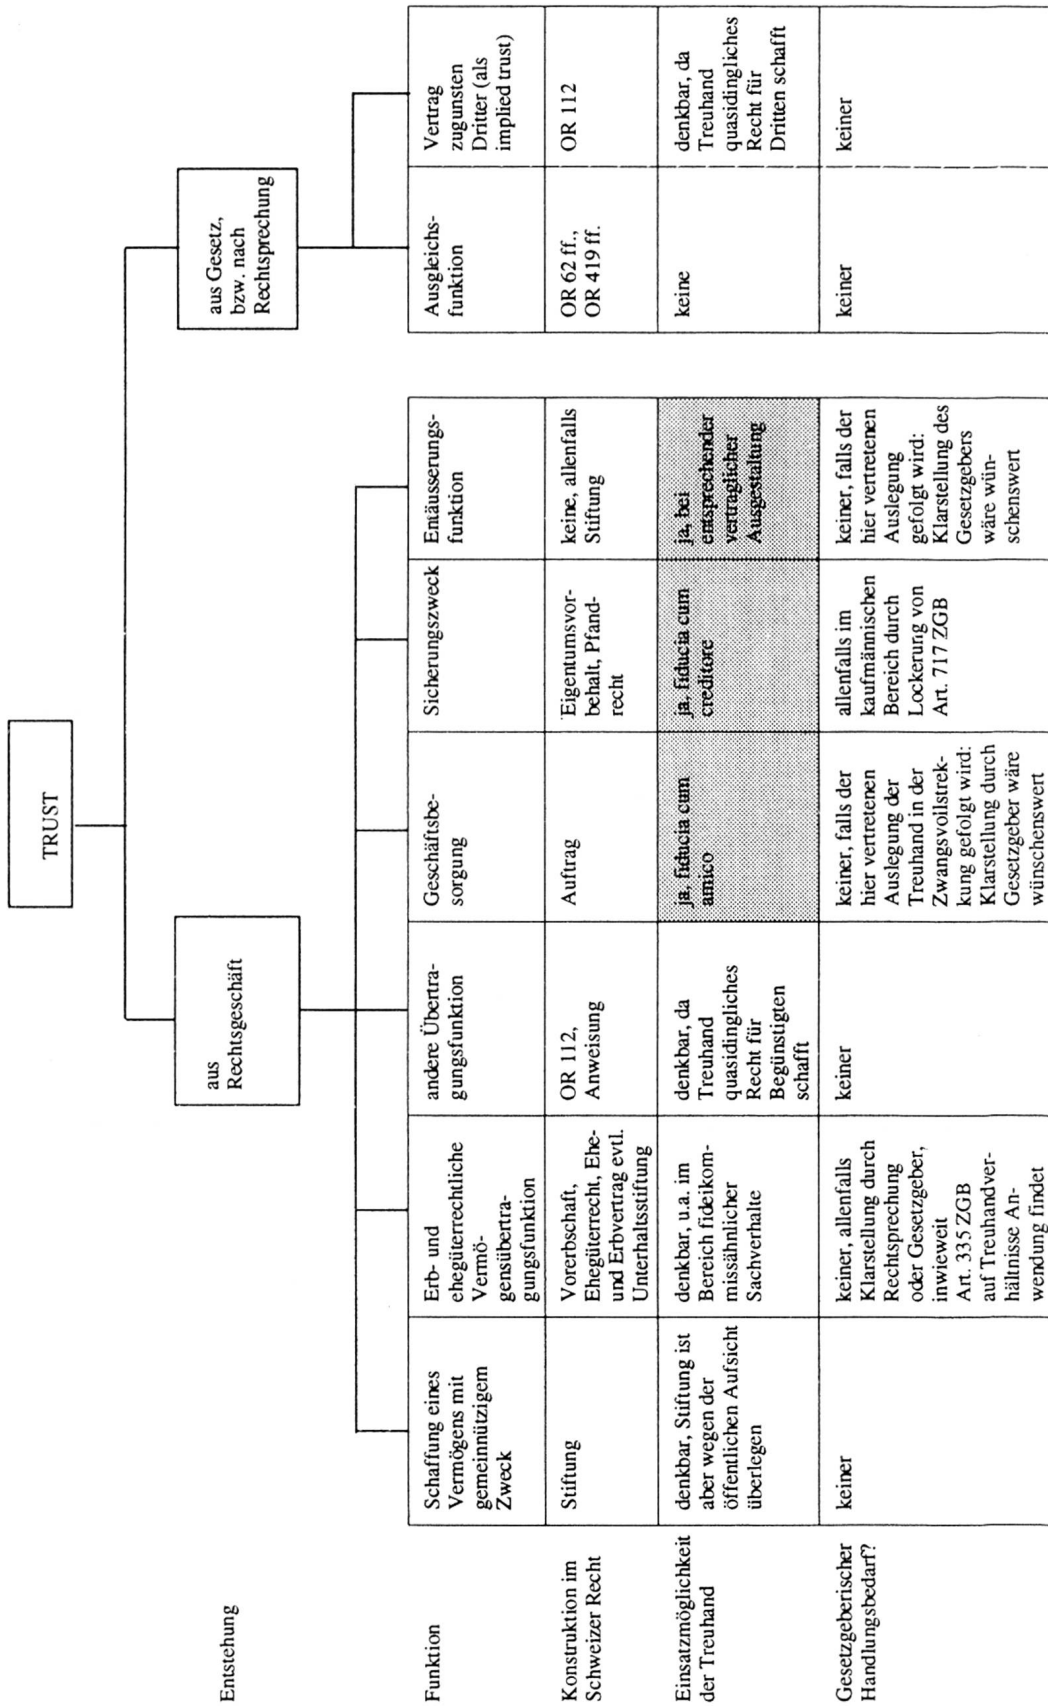 TRUST
Entstehung
aus
Rechtsgeschäft
aus Gesetz,
bzw. nach
Rechtsprechung
Funktion
Schaffung eines
Vermögens mit
gemeinnützigem
Zweck
Erb- und
ehegüterrechtliche
Vermö-
gensübertra-
gungsfunktion
andere Übertra-
gungsfunktion
Geschäftsbe-
sorgung
Sicherungszweck
Entäusserungs-
funktion
Ausgleichs-
funktion
Vertrag
zugunsten
Dritter (als
implied trust)
Konstruktion im
Schweizer Recht
Stiftung
Vorerbschaft,
Ehegüterrecht, Ehe-
und Erbvertrag evtl.
Unterhaltsstiftung
OR 112,
Anweisung
Auftrag
Eigentumsvor-
behalt, Pfand-
recht
keine, allenfalls
Stiftung
OR 62 ff.,
OR 419 ff.
OR 112
Einsatzmöglichkeit
der Treuhand
denkbar, Stiftung ist
aber wegen der
öffentlichen Aufsicht
überlegen
denkbar, u.a. im
Bereich fideikom-
missähnlicher
Sachverhalte
denkbar, da
Treuhand
quasidingliches
Recht für
Begünstigten
schafft
ja, fiducia cum
amico
ja, fiducia cum
creditore
ja, bei
entsprechender
vertraglicher
Ausgestaltung
keine
denkbar, da
Treuhand
quasidingliches
Recht für
Dritten schafft
Gesetzgeberischer
Handlungsbedarf?
keiner
keiner, allenfalls
Klarstellung durch
Rechtsprechung
oder Gesetzgeber,
inwieweit
Art. 335 ZGB
auf Treuhandver-
hältnisse An-
wendung findet
keiner
keiner, falls der
hier vertretenen
Auslegung der
Treuhand in der
Zwangsvollstrek-
kung gefolgt wird:
Klarstellung durch
Gesetzgeber wäre
wünschenswert
allenfalls im
kaufmännischen
Bereich durch
Lockerung von
Art. 717 ZGB
keiner, falls der
hier vertretenen
Auslegung
gefolgt wird:
Klarstellung des
Gesetzgebers
wäre wün-
schenswert
keiner
keiner